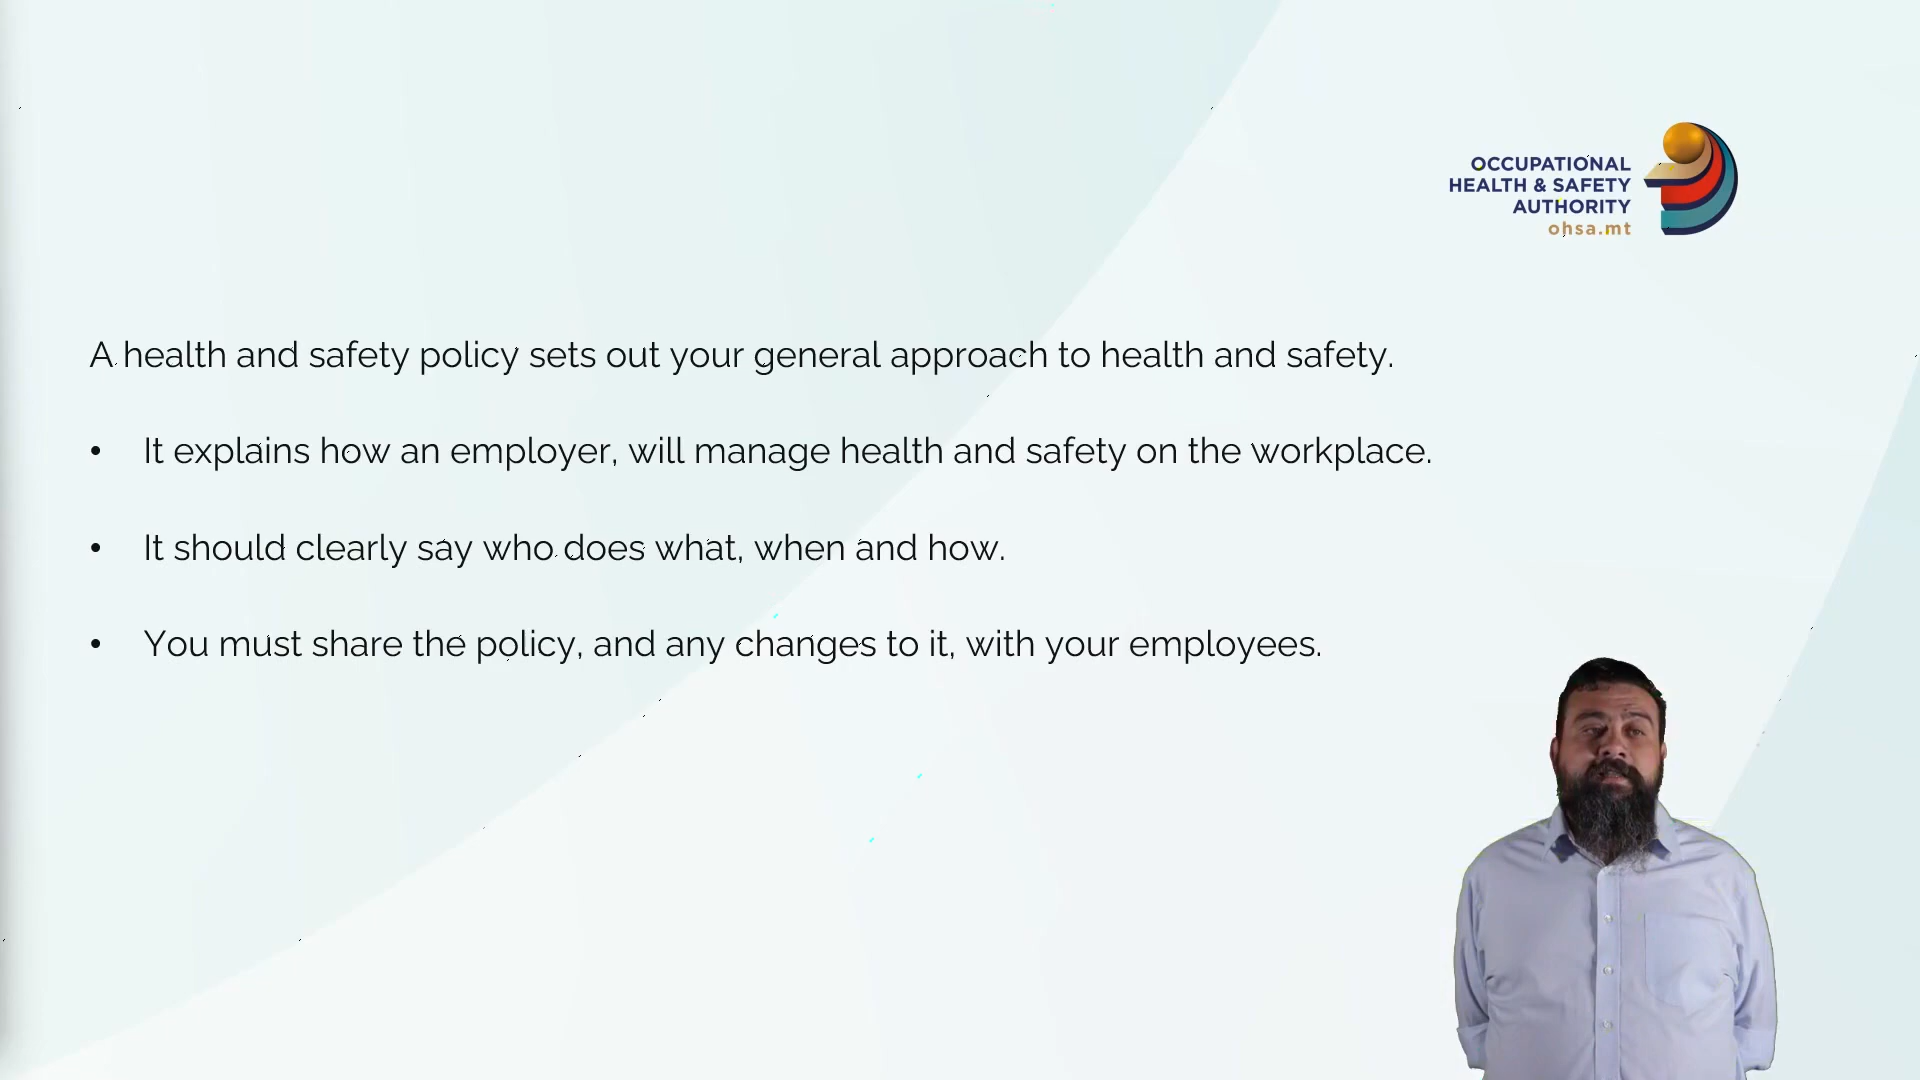 OCCUPATIONAL
HEALTH & SAFETY
AUTHORITY
ohsa.mt
A health and safety policy sets out your general approach to health and safety.
• It explains how an employer, will manage health and safety on the workplace.
• It should clearly say who does what, when and how.
• You must share the policy, and any changes to it, with your employees.